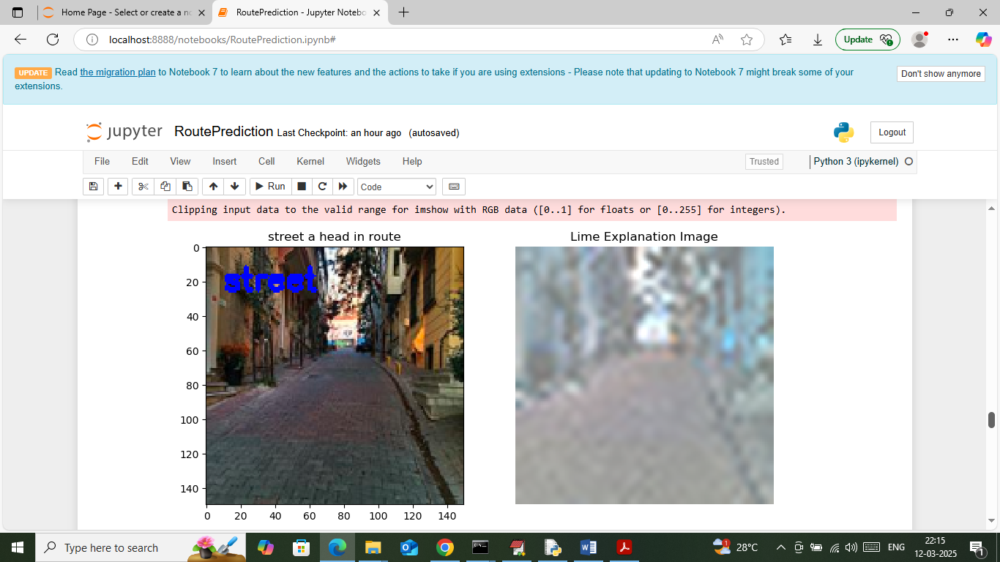 Home Page - Select or create a no
RoutePrediction - Jupyter Notebo
localhost:8888/notebooks/RoutePrediction.ipynb#
Update
UPDATE Read the migration plan to Notebook 7 to learn about the new features and the actions to take if you are using extensions - Please note that updating to Notebook 7 might break some of your
extensions.
Don't show anymore
jupyter RoutePrediction Last Checkpoint: an hour ago (autosaved)
Logout
File Edit View Insert Cell Kernel Widgets Help
Trusted
Python 3 (ipykernel)
Run
Code
Clipping input data to the valid range for imshow with RGB data ([0..1] for floats or [0..255] for integers).
street a head in route
Lime Explanation Image
street
0
20
40
60
80
100
120
140
0 20 40 60 80 100 120 140
Type here to search
1
28°C
ENG
22:15
12-03-2025
1